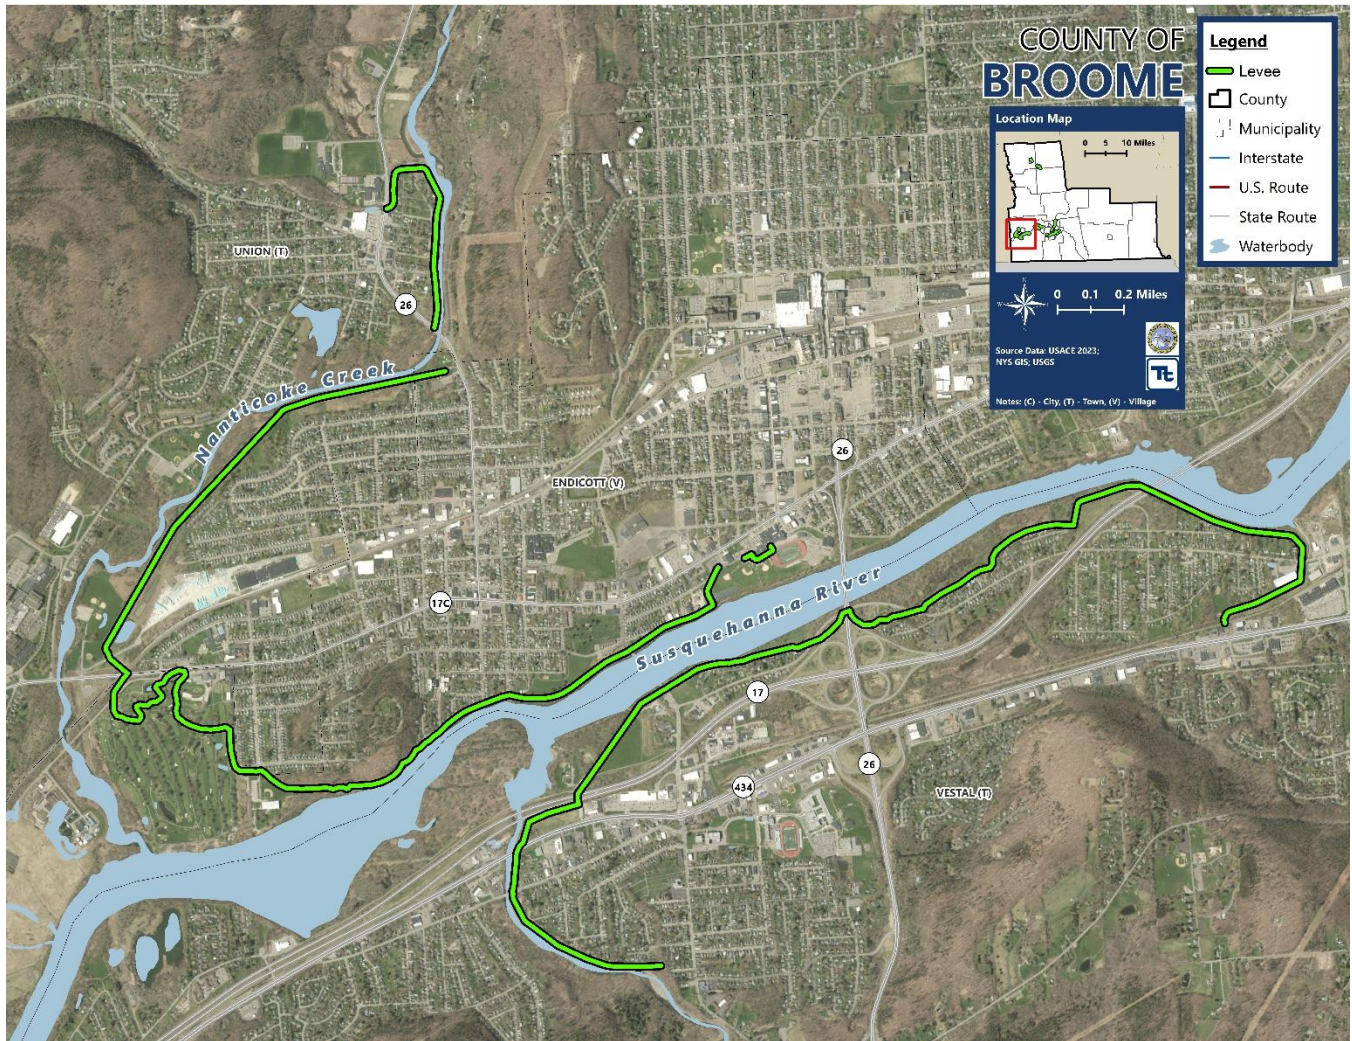 COUNTY OF
BROOME
Location Map
0 5 10 Miles
0 0.1 0.2 Miles
Source Data: USACE 2023;
NYS GIS; USGS
Tt
Notes: (C) - City, (T) - Town, (V) - Village
Legend
Levee
County
Municipality
Interstate
U.S. Route
State Route
Waterbody
UNION (T)
26
Nanticoke Creek
26
ENDICOTT (V)
17C
Susquehanna River
17
26
434
VESTAL (T)